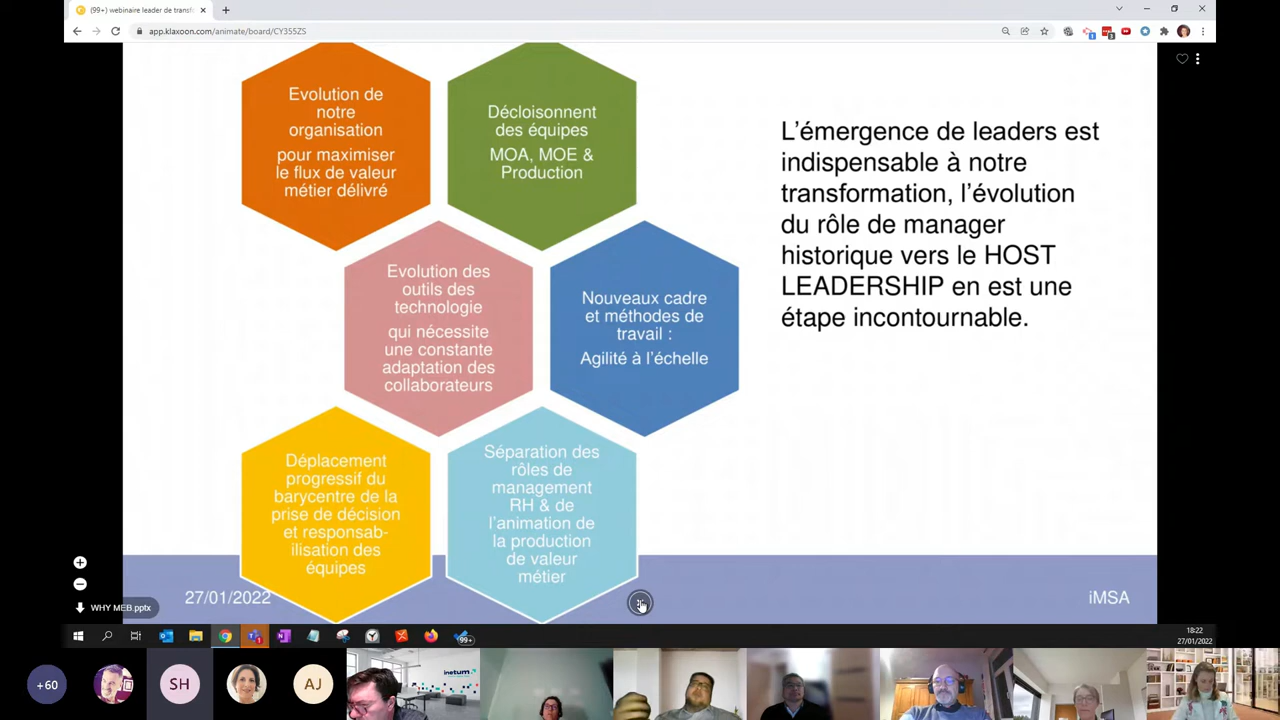 (99+) webinaire leader de transf
app.klaxoon.com/animate/board/CY355ZS
Evolution de
notre
organisation
pour maximiser
le flux de valeur
métier délivré
Décloisonnent
des équipes
MOA, MOE &
Production
L'émergence de leaders est
indispensable à notre
transformation, l'évolution
du rôle de manager
historique vers le HOST
LEADERSHIP en est une
étape incontournable.
Evolution des
outils des
technologie
qui nécessite
une constante
adaptation des
collaborateurs
Nouveaux cadre
et méthodes de
travail :
Agilité à l'échelle
Déplacement
progressif du
barycentre de la
prise de décision
et responsab-
ilisation des
équipes
Séparation des
rôles de
management
RH & de
l'animation de
la production
de valeur
métier
27/01/2022
iMSA
WHY MEB.pptx
99+
18:22
27/01/2022
+60
SH
AJ
inetum